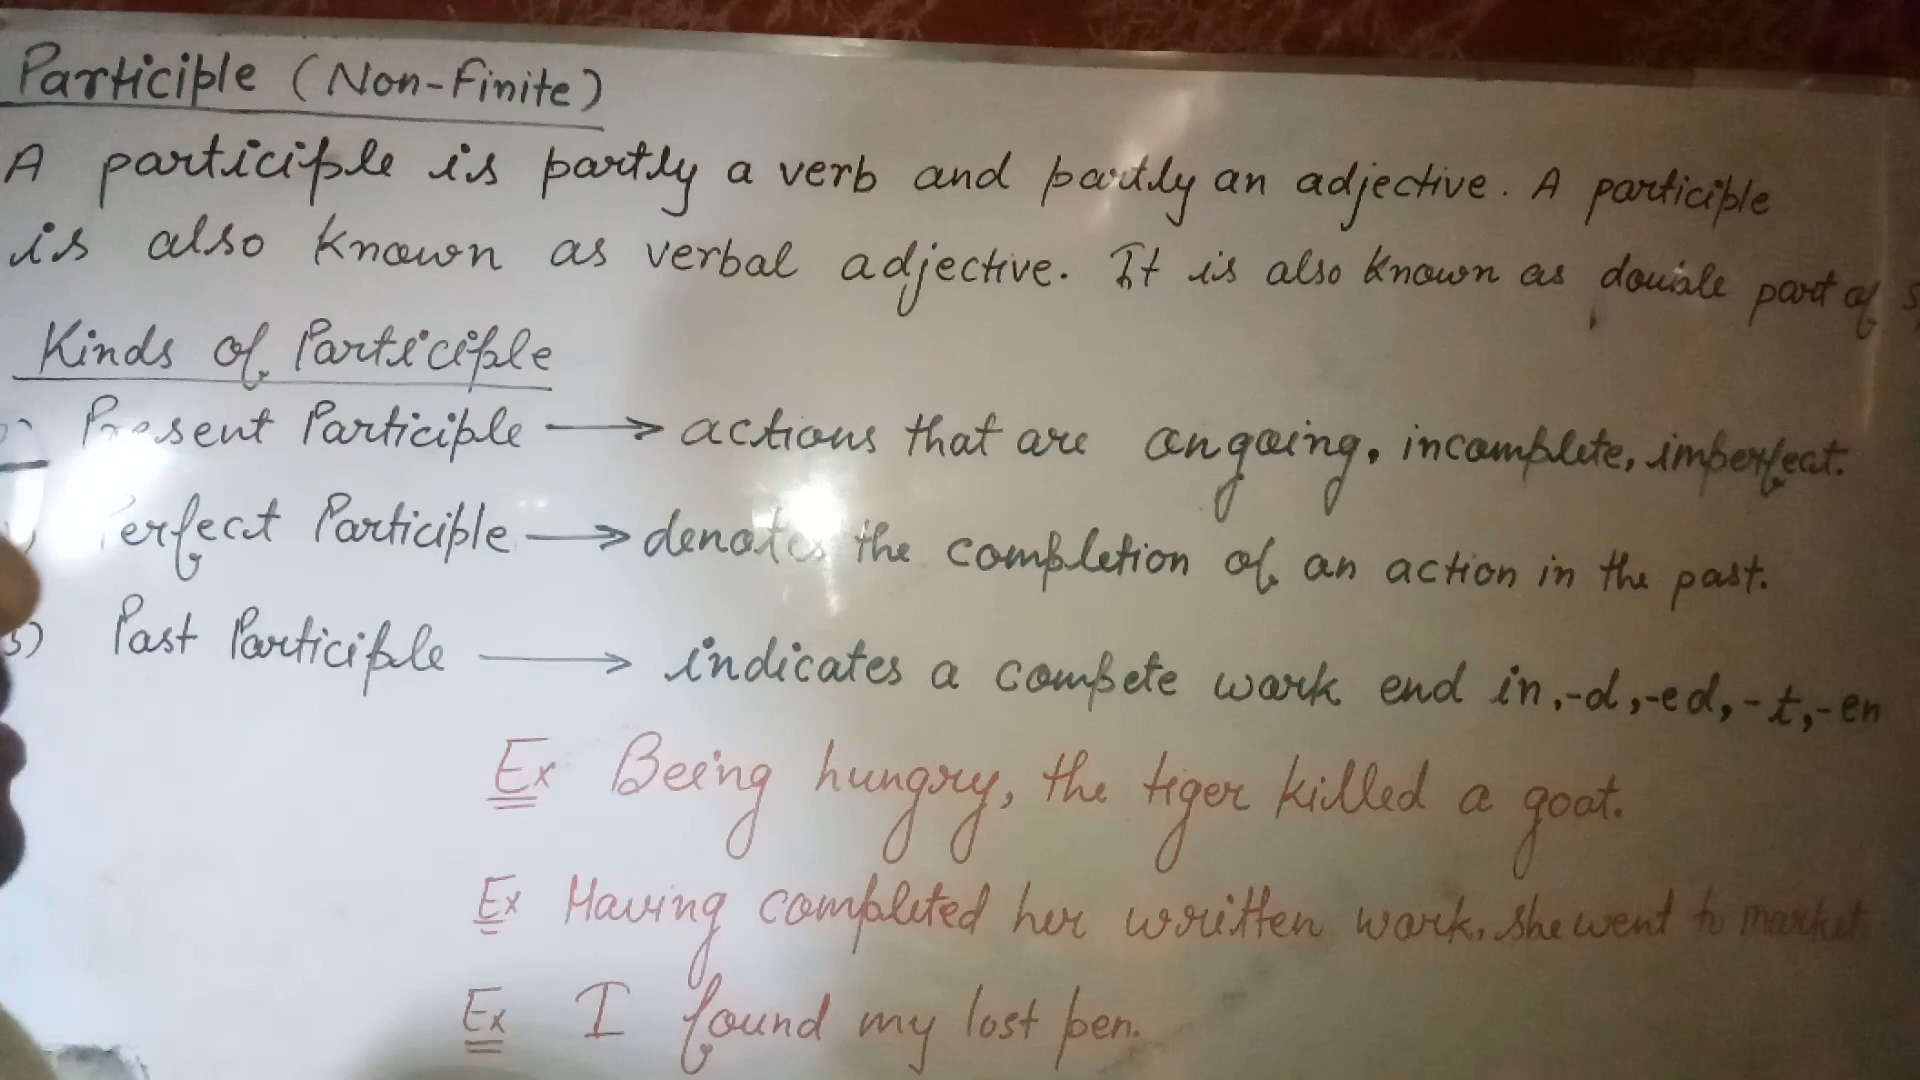 Participle (Non-Finite)
A participle is partly a verb and partly an adjective. A participle
is also known as verbal adjective. It is also known as double part of
Kinds of Participle
Present Participle → actions that are ongoing, incomplete, imperfect.
Perfect Participle → denotes the completion of an action in the past.
3) Past Participle → indicates a compete work end in, -d, -ed, -t, -en
Ex Being hungry, the tiger killed a goat.
Ex Having completed her written work, she went to market
Ex I found my lost pen.